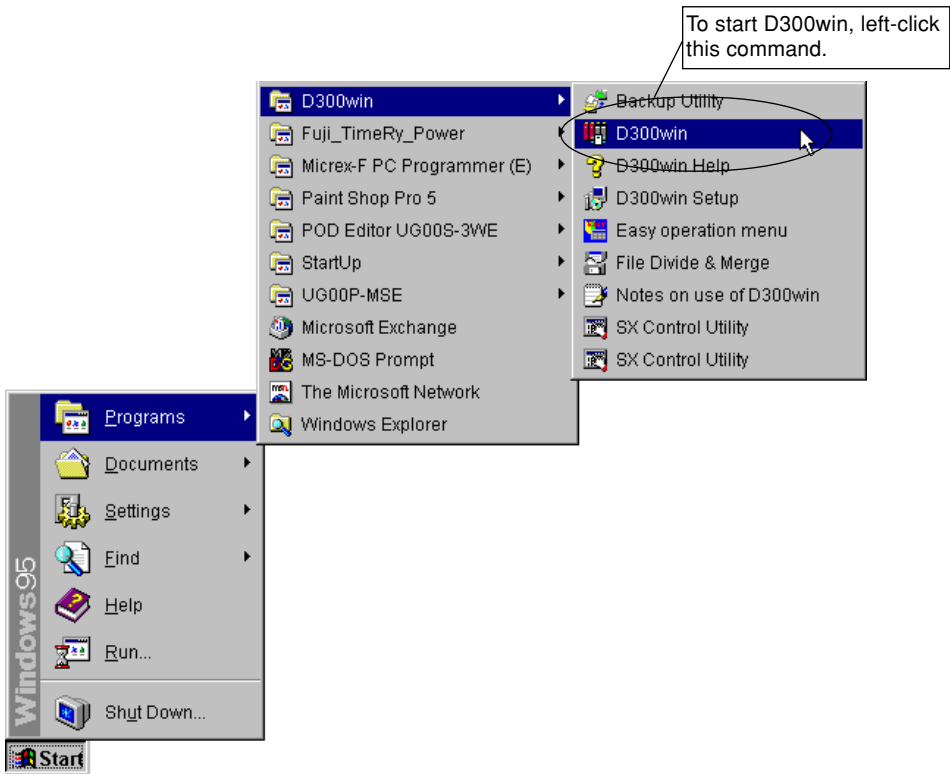 To start D300win, left-click
this command.
D300win
Fuji_TimeRy_Power
Micrex-F PC Programmer (E)
Paint Shop Pro 5
POD Editor UG00S-3WE
StartUp
UG00P-MSE
Microsoft Exchange
MS-DOS Prompt
The Microsoft Network
Windows Explorer
Backup Utility
D300win
D300win Help
D300win Setup
Easy operation menu
File Divide & Merge
Notes on use of D300win
SX Control Utility
SX Control Utility
Programs
Documents
Settings
Find
Help
Run...
Shut Down...
Windows95
Start